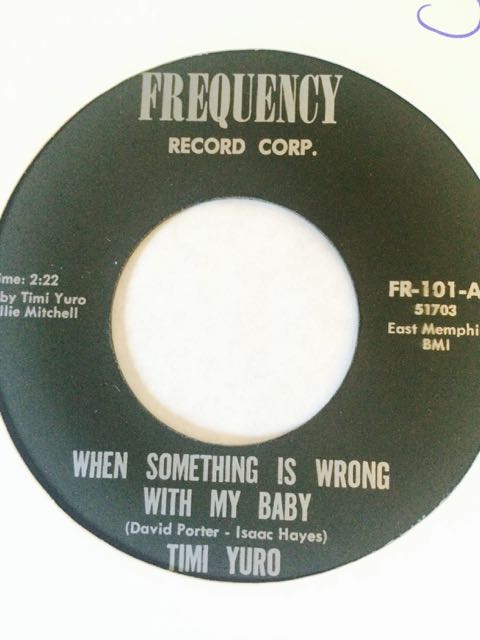 FREQUENCY
RECORD CORP.
ime: 2:22
by Timi Yuro
llie Mitchell
FR-101-A
51703
East Memphi
BMI
WHEN SOMETHING IS WRONG
WITH MY BABY
(David Porter - Isaac Hayes)
TIMI YURO